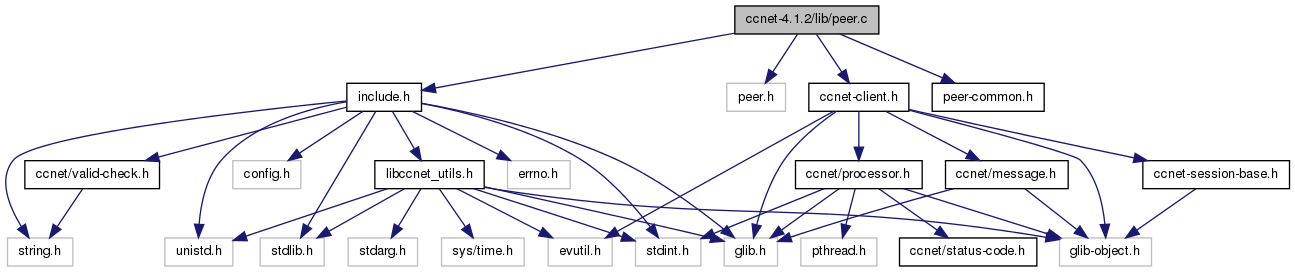 ccnet-4.1.2/lib/peer.c
include.h
peer.h
ccnet-client.h
peer-common.h
ccnet/valid-check.h
config.h
libccnet_utils.h
errno.h
ccnet/processor.h
ccnet/message.h
ccnet-session-base.h
string.h
unistd.h
stdlib.h
stdarg.h
sys/time.h
evutil.h
stdint.h
glib.h
pthread.h
ccnet/status-code.h
glib-object.h